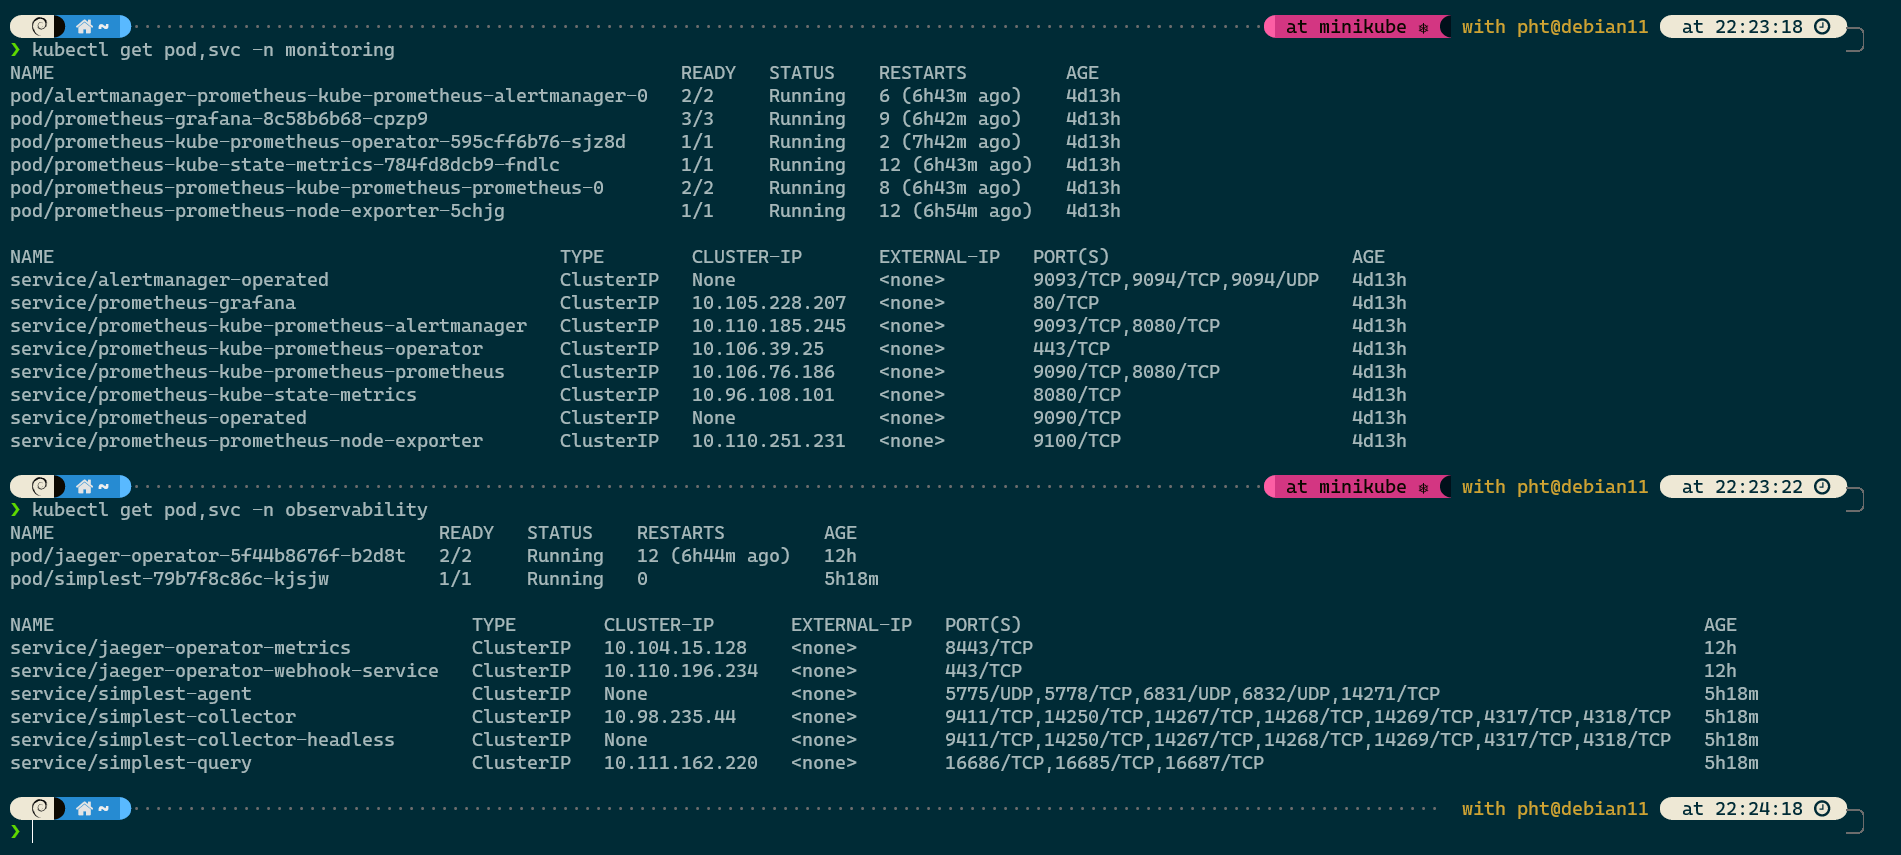 ~ at minikube ⎈ with pht@debian11 at 22:23:18
❯ kubectl get pod,svc -n monitoring
NAME READY STATUS RESTARTS AGE
pod/alertmanager-prometheus-kube-prometheus-alertmanager-0 2/2 Running 6 (6h43m ago) 4d13h
pod/prometheus-grafana-8c58b6b68-cpzp9 3/3 Running 9 (6h42m ago) 4d13h
pod/prometheus-kube-prometheus-operator-595cff6b76-sjz8d 1/1 Running 2 (7h42m ago) 4d13h
pod/prometheus-kube-state-metrics-784fd8dcb9-fndlc 1/1 Running 12 (6h43m ago) 4d13h
pod/prometheus-prometheus-kube-prometheus-prometheus-0 2/2 Running 8 (6h43m ago) 4d13h
pod/prometheus-prometheus-node-exporter-5chjg 1/1 Running 12 (6h54m ago) 4d13h
NAME TYPE CLUSTER-IP EXTERNAL-IP PORT(S) AGE
service/alertmanager-operated ClusterIP None <none> 9093/TCP,9094/TCP,9094/UDP 4d13h
service/prometheus-grafana ClusterIP 10.105.228.207 <none> 80/TCP 4d13h
service/prometheus-kube-prometheus-alertmanager ClusterIP 10.110.185.245 <none> 9093/TCP,8080/TCP 4d13h
service/prometheus-kube-prometheus-operator ClusterIP 10.106.39.25 <none> 443/TCP 4d13h
service/prometheus-kube-prometheus-prometheus ClusterIP 10.106.76.186 <none> 9090/TCP,8080/TCP 4d13h
service/prometheus-kube-state-metrics ClusterIP 10.96.108.101 <none> 8080/TCP 4d13h
service/prometheus-operated ClusterIP None <none> 9090/TCP 4d13h
service/prometheus-prometheus-node-exporter ClusterIP 10.110.251.231 <none> 9100/TCP 4d13h
~ at minikube ⎈ with pht@debian11 at 22:23:22
❯ kubectl get pod,svc -n observability
NAME READY STATUS RESTARTS AGE
pod/jaeger-operator-5f44b8676f-b2d8t 2/2 Running 12 (6h44m ago) 12h
pod/simplest-79b7f8c86c-kjsjw 1/1 Running 0 5h18m
NAME TYPE CLUSTER-IP EXTERNAL-IP PORT(S) AGE
service/jaeger-operator-metrics ClusterIP 10.104.15.128 <none> 8443/TCP 12h
service/jaeger-operator-webhook-service ClusterIP 10.110.196.234 <none> 443/TCP 12h
service/simplest-agent ClusterIP None <none> 5775/UDP,5778/TCP,6831/UDP,6832/UDP,14271/TCP 5h18m
service/simplest-collector ClusterIP 10.98.235.44 <none> 9411/TCP,14250/TCP,14267/TCP,14268/TCP,14269/TCP,4317/TCP,4318/TCP 5h18m
service/simplest-collector-headless ClusterIP None <none> 9411/TCP,14250/TCP,14267/TCP,14268/TCP,14269/TCP,4317/TCP,4318/TCP 5h18m
service/simplest-query ClusterIP 10.111.162.220 <none> 16686/TCP,16685/TCP,16687/TCP 5h18m
~ with pht@debian11 at 22:24:18
❯